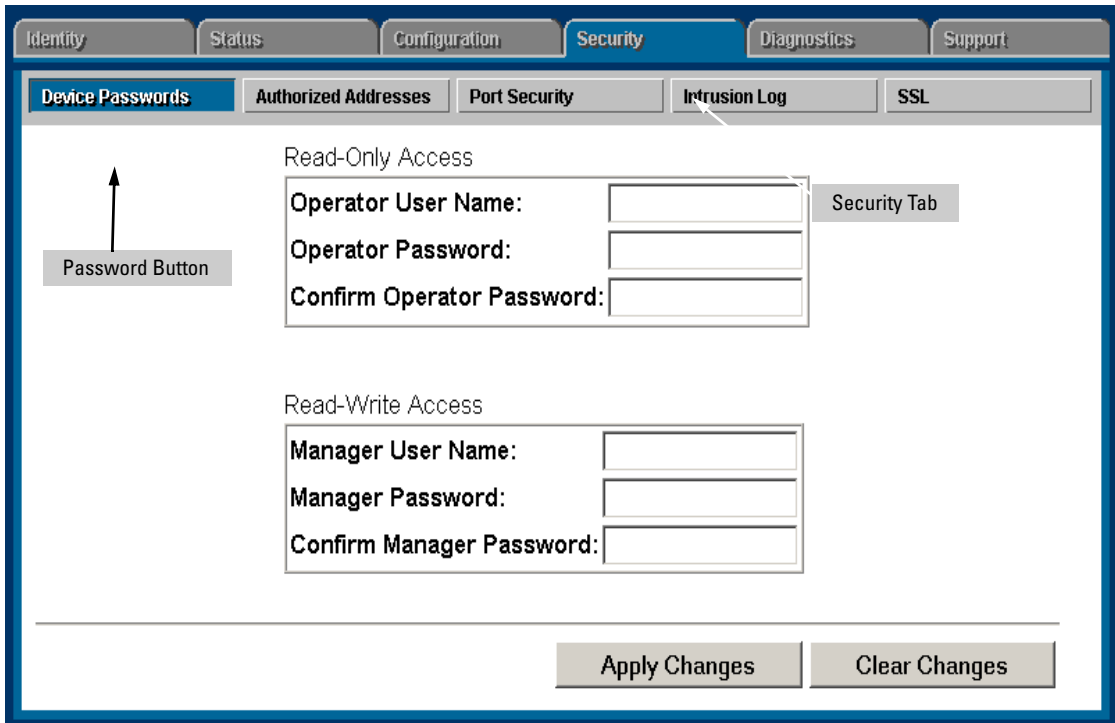 Identity Status Configuration Security Diagnostics Support
Device Passwords Authorized Addresses Port Security Intrusion Log SSL
Read-Only Access
Operator User Name:
Security Tab
Operator Password:
Password Button
Confirm Operator Password:
Read-Write Access
Manager User Name:
Manager Password:
Confirm Manager Password:
Apply Changes Clear Changes